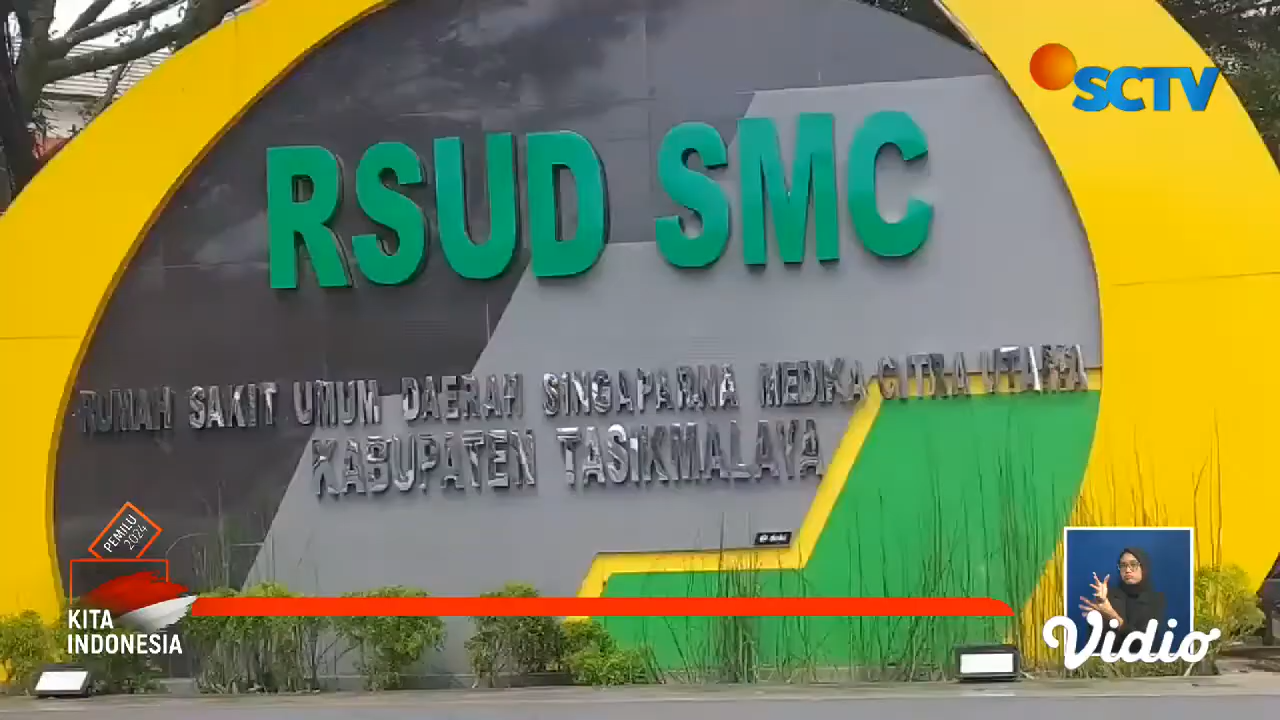 SCTV
RSUD SMC
RUMAH SAKIT UMUM DAERAH SINGAPARNA MEDIKA CITRA UTAMA
KABUPATEN TASIKMALAYA
PEMILU
2024
KITA
INDONESIA
Vidio